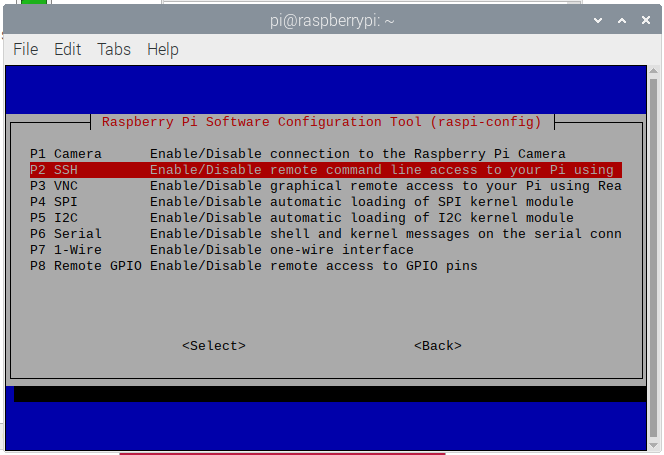 pi@raspberrypi: ~
File Edit Tabs Help
Raspberry Pi Software Configuration Tool (raspi-config)
P1 Camera Enable/Disable connection to the Raspberry Pi Camera
P2 SSH Enable/Disable remote command line access to your Pi using
P3 VNC Enable/Disable graphical remote access to your Pi using Rea
P4 SPI Enable/Disable automatic loading of SPI kernel module
P5 I2C Enable/Disable automatic loading of I2C kernel module
P6 Serial Enable/Disable shell and kernel messages on the serial conn
P7 1-Wire Enable/Disable one-wire interface
P8 Remote GPIO Enable/Disable remote access to GPIO pins
<Select> <Back>